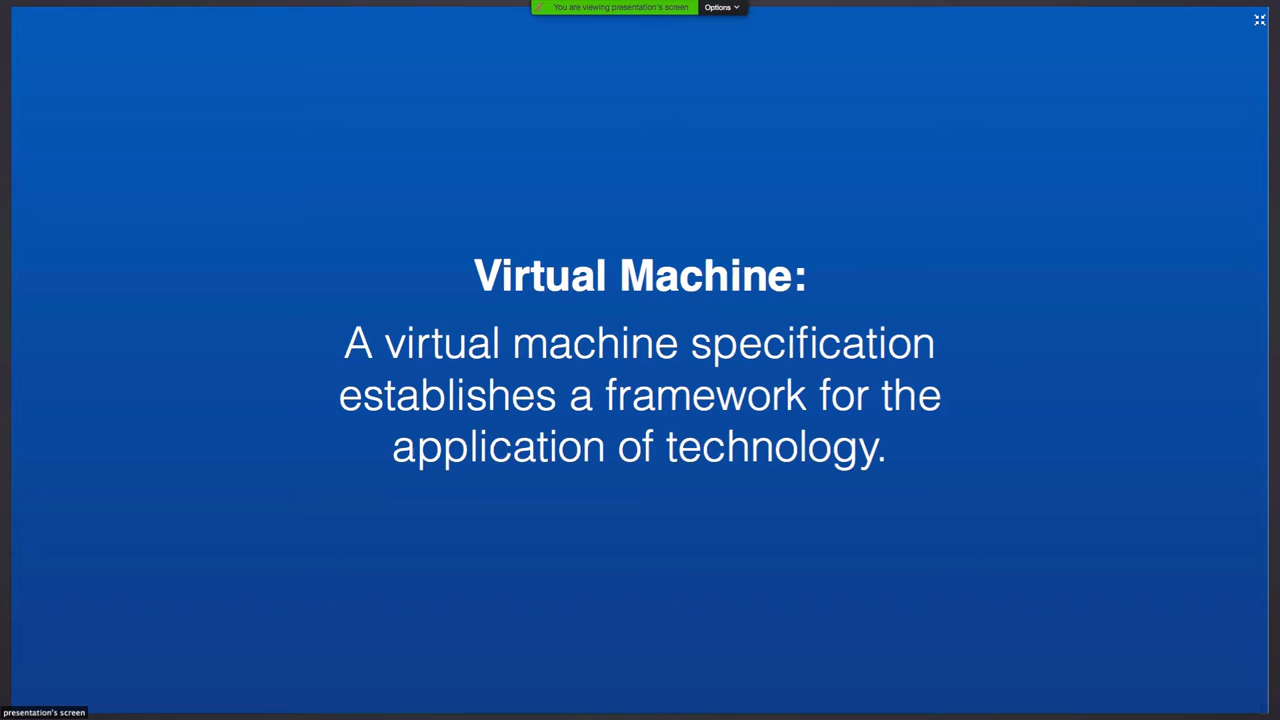 You are viewing presentation's screen Options
Virtual Machine:
A virtual machine specification
establishes a framework for the
application of technology.
presentation's screen